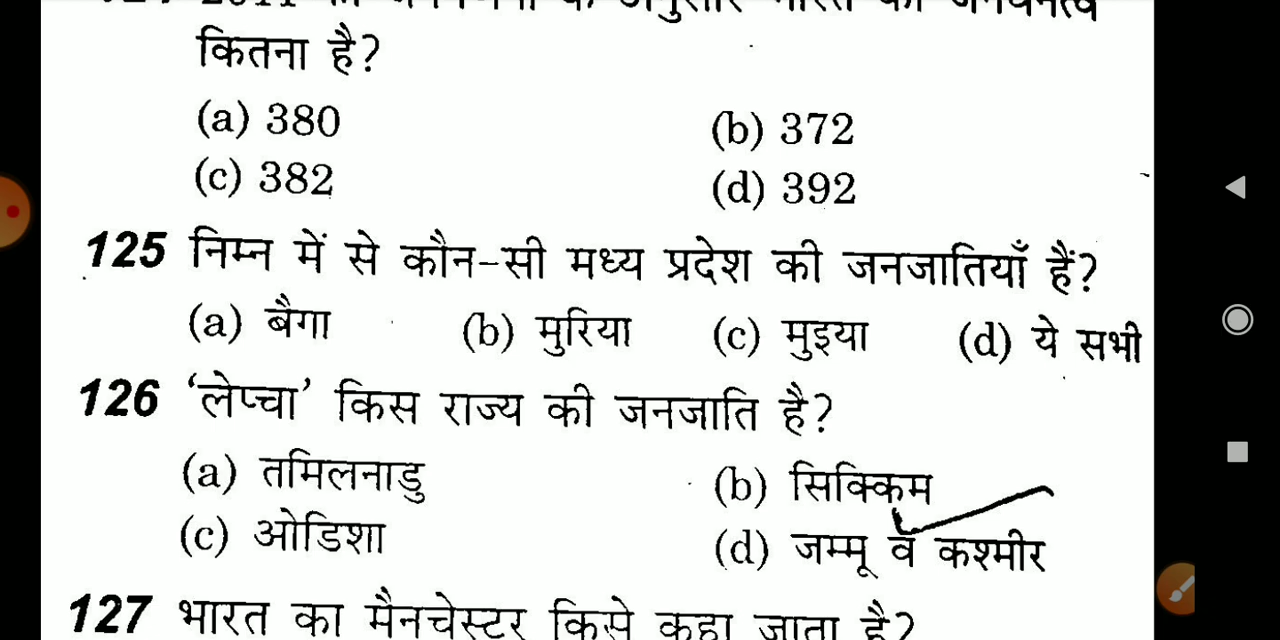 कितना है?
(a) 380 (b) 372
(c) 382 (d) 392
125 निम्न में से कौन-सी मध्य प्रदेश की जनजातियाँ हैं?
(a) बैगा (b) मुरिया (c) मुइया (d) ये सभी
126 ‘लेप्चा’ किस राज्य की जनजाति है?
(a) तमिलनाडु (b) सिक्किम
(c) ओडिशा (d) जम्मू व कश्मीर
127 भारत का मैनचेस्टर किसे कहा जाता है?